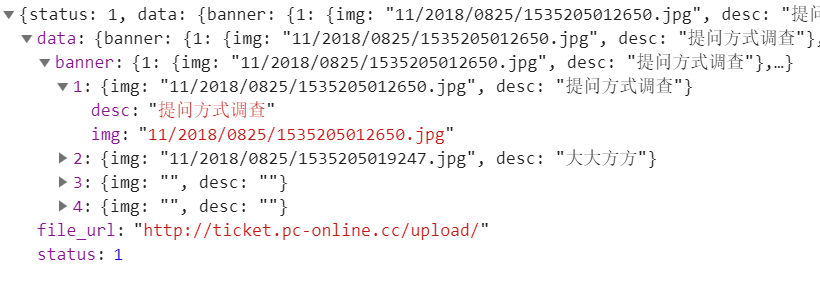 ▼{status: 1, data: {banner: {1: {img: "11/2018/0825/1535205012650.jpg", desc: "提问
▼data: {banner: {1: {img: "11/2018/0825/1535205012650.jpg", desc: "提问方式调查"},
▼banner: {1: {img: "11/2018/0825/1535205012650.jpg", desc: "提问方式调查"},…}
▼1: {img: "11/2018/0825/1535205012650.jpg", desc: "提问方式调查"}
desc: "提问方式调查"
img: "11/2018/0825/1535205012650.jpg"
▶2: {img: "11/2018/0825/1535205019247.jpg", desc: "大大方方"}
▶3: {img: "", desc: ""}
▶4: {img: "", desc: ""}
file_url: "http://ticket.pc-online.cc/upload/"
status: 1